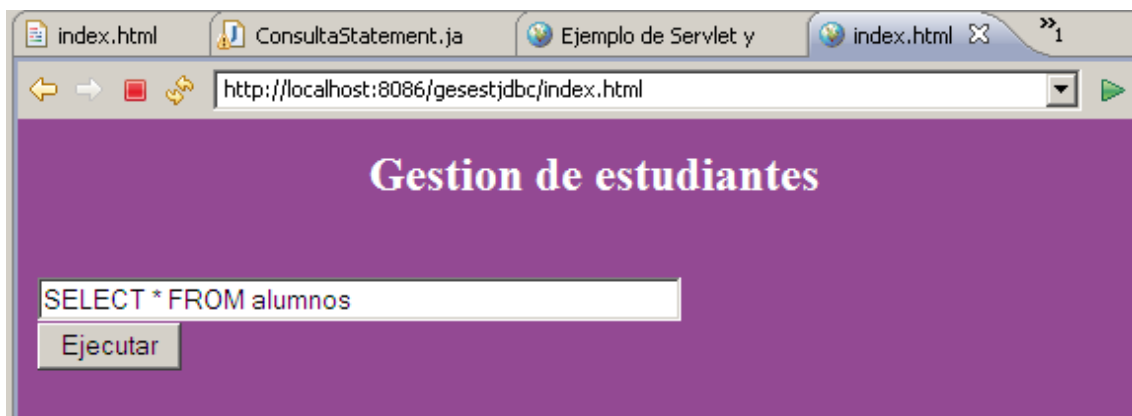 index.html ConsultaStatement.ja Ejemplo de Servlet y index.html »1
http://localhost:8086/gesestjdbc/index.html
Gestion de estudiantes
SELECT * FROM alumnos
Ejecutar